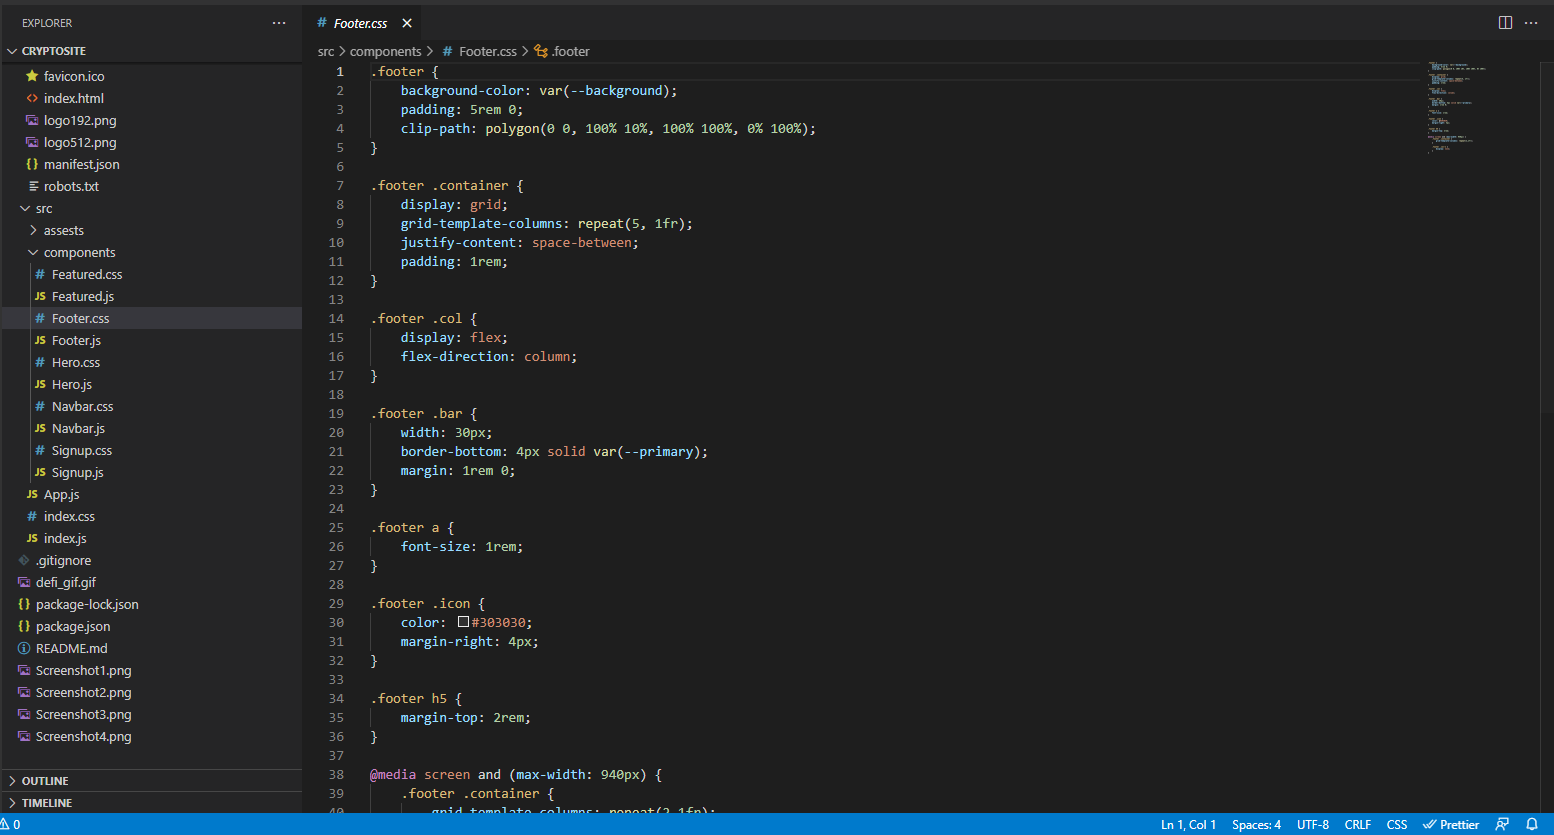 EXPLORER
CRYPTOSITE
favicon.ico
index.html
logo192.png
logo512.png
manifest.json
robots.txt
src
assests
components
Featured.css
Featured.js
Footer.css
Footer.js
Hero.css
Hero.js
Navbar.css
Navbar.js
Signup.css
Signup.js
App.js
index.css
index.js
.gitignore
defi_gif.gif
package-lock.json
package.json
README.md
Screenshot1.png
Screenshot2.png
Screenshot3.png
Screenshot4.png
OUTLINE
TIMELINE
# Footer.css
src > components > # Footer.css > .footer
1 .footer {
2 background-color: var(--background);
3 padding: 5rem 0;
4 clip-path: polygon(0 0, 100% 10%, 100% 100%, 0% 100%);
5 }
6
7 .footer .container {
8 display: grid;
9 grid-template-columns: repeat(5, 1fr);
10 justify-content: space-between;
11 padding: 1rem;
12 }
13
14 .footer .col {
15 display: flex;
16 flex-direction: column;
17 }
18
19 .footer .bar {
20 width: 30px;
21 border-bottom: 4px solid var(--primary);
22 margin: 1rem 0;
23 }
24
25 .footer a {
26 font-size: 1rem;
27 }
28
29 .footer .icon {
30 color: #303030;
31 margin-right: 4px;
32 }
33
34 .footer h5 {
35 margin-top: 2rem;
36 }
37
38 @media screen and (max-width: 940px) {
39 .footer .container {
40 grid-template-columns: repeat(2,1fr);
0
Ln 1, Col 1 Spaces: 4 UTF-8 CRLF CSS Prettier